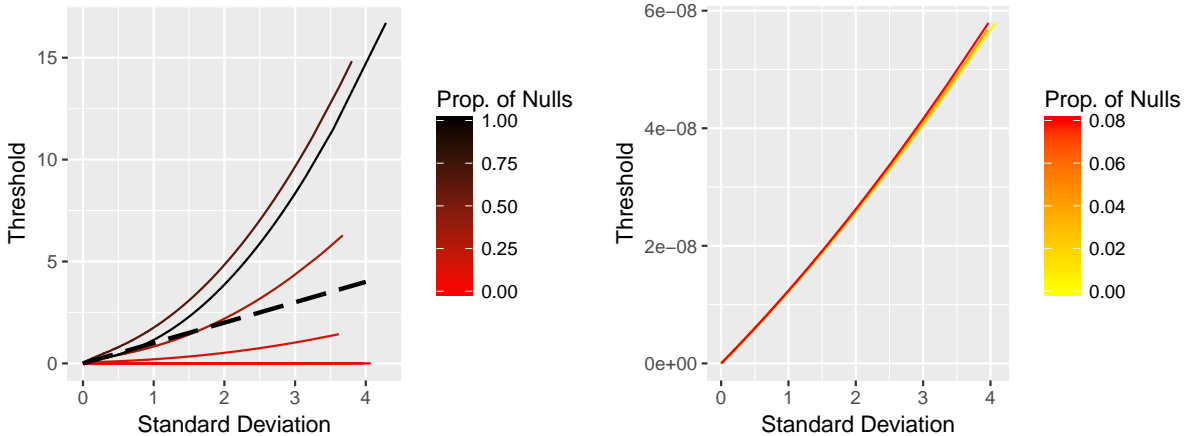 15
10
5
0
Threshold
0 1 2 3 4
Standard Deviation
Prop. of Nulls
1.00
0.75
0.50
0.25
0.00
6e−08
4e−08
2e−08
0e+00
Threshold
0 1 2 3 4
Standard Deviation
Prop. of Nulls
0.08
0.06
0.04
0.02
0.00